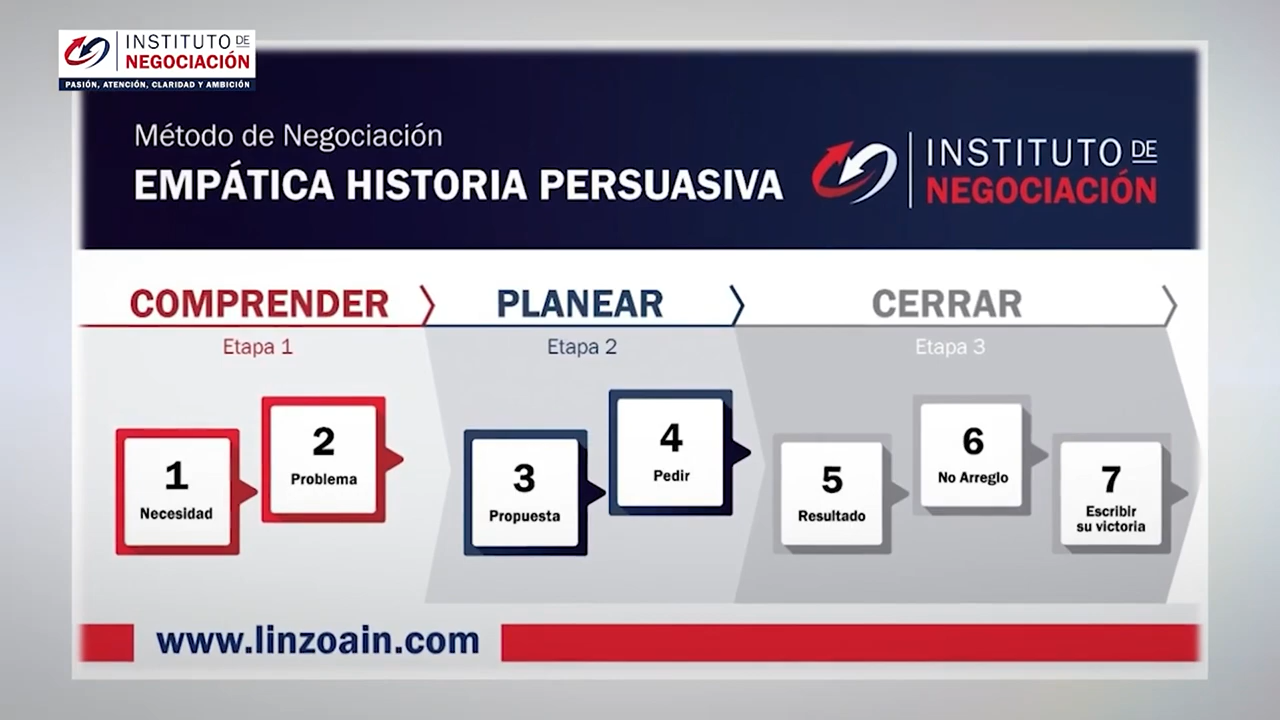 INSTITUTO DE
NEGOCIACIÓN
PASIÓN, ATENCIÓN, CLARIDAD Y AMBICIÓN
Método de Negociación
EMPÁTICA HISTORIA PERSUASIVA
INSTITUTO DE
NEGOCIACIÓN
COMPRENDER
Etapa 1
PLANEAR
Etapa 2
CERRAR
Etapa 3
1
Necesidad
2
Problema
3
Propuesta
4
Pedir
5
Resultado
6
No Arreglo
7
Escribir
su victoria
www.linzoain.com